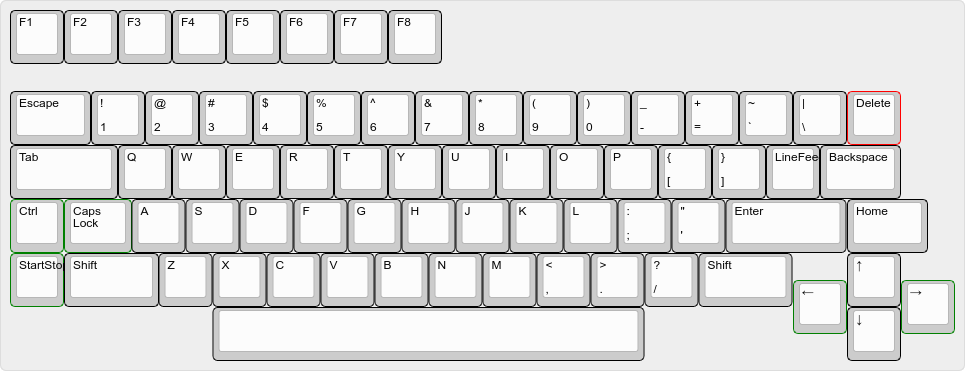 F1 F2 F3 F4 F5 F6 F7 F8
Escape ! @ # $ % ^ & * ( ) _ + ~ | Delete
1 2 3 4 5 6 7 8 9 0 - = ` \
Tab Q W E R T Y U I O P { } LineFee Backspace
[ ]
Ctrl Caps A S D F G H J K L : " Enter Home
Lock ; '
StartSto Shift Z X C V B N M < > ? Shift ↑
, . / ← →
↓